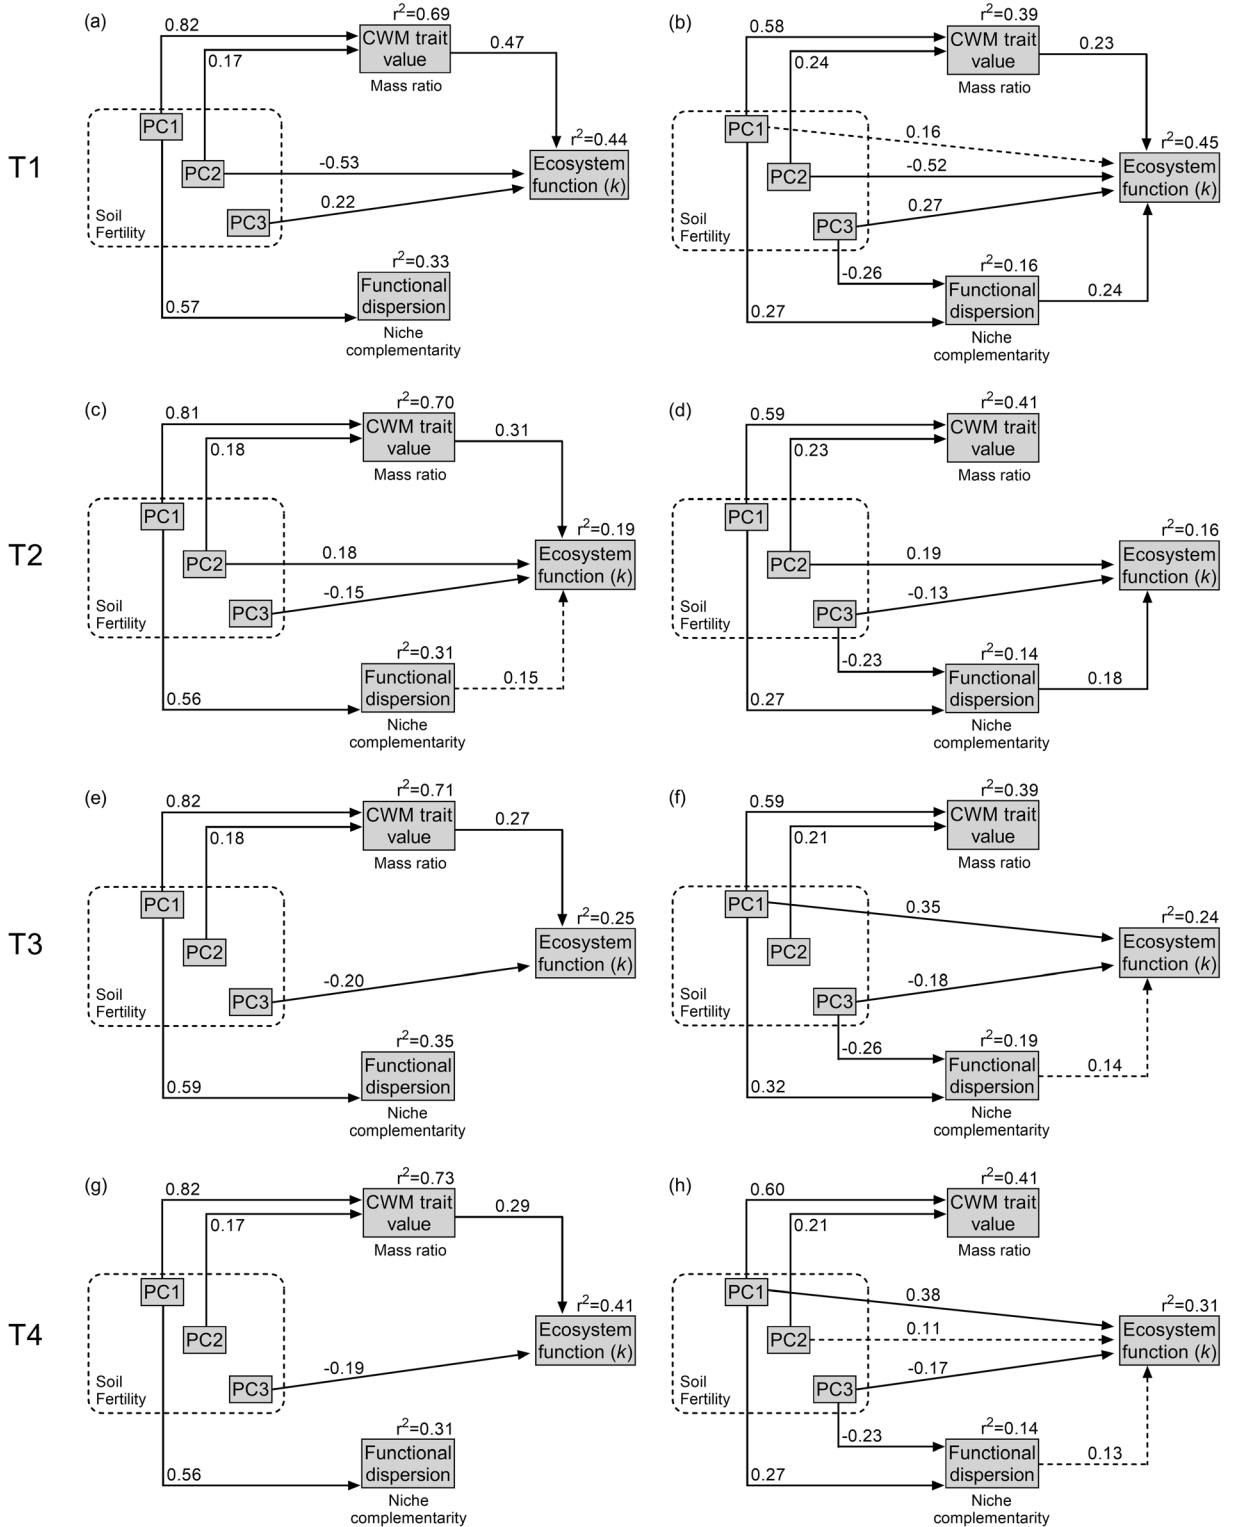 T1
(a)
r²=0.69
0.82
CWM trait
value
0.47
0.17
Mass ratio
PC1
r²=0.44
PC2
-0.53
Ecosystem
function (k)
0.22
PC3
Soil
Fertility
r²=0.33
0.57
Functional
dispersion
Niche
complementarity
(b)
r²=0.39
0.58
CWM trait
value
0.23
0.24
Mass ratio
PC1
0.16
r²=0.45
PC2
-0.52
Ecosystem
function (k)
0.27
PC3
Soil
Fertility
-0.26
r²=0.16
0.27
Functional
dispersion
0.24
Niche
complementarity
T2
(c)
r²=0.70
0.81
CWM trait
value
0.31
0.18
Mass ratio
PC1
r²=0.19
PC2
0.18
Ecosystem
function (k)
-0.15
PC3
Soil
Fertility
r²=0.31
0.56
Functional
dispersion
0.15
Niche
complementarity
(d)
r²=0.41
0.59
CWM trait
value
0.23
Mass ratio
PC1
r²=0.16
PC2
0.19
Ecosystem
function (k)
-0.13
PC3
Soil
Fertility
-0.23
r²=0.14
0.27
Functional
dispersion
0.18
Niche
complementarity
T3
(e)
r²=0.71
0.82
CWM trait
value
0.27
0.18
Mass ratio
PC1
r²=0.25
PC2
Ecosystem
function (k)
-0.20
PC3
Soil
Fertility
r²=0.35
0.59
Functional
dispersion
Niche
complementarity
(f)
r²=0.39
0.59
CWM trait
value
0.21
Mass ratio
PC1
0.35
r²=0.24
PC2
Ecosystem
function (k)
-0.18
PC3
Soil
Fertility
-0.26
r²=0.19
0.32
Functional
dispersion
0.14
Niche
complementarity
T4
(g)
r²=0.73
0.82
CWM trait
value
0.29
0.17
Mass ratio
PC1
r²=0.41
PC2
Ecosystem
function (k)
-0.19
PC3
Soil
Fertility
r²=0.31
0.56
Functional
dispersion
Niche
complementarity
(h)
r²=0.41
0.60
CWM trait
value
0.21
Mass ratio
PC1
0.38
r²=0.31
PC2
0.11
Ecosystem
function (k)
-0.17
PC3
Soil
Fertility
-0.23
r²=0.14
0.27
Functional
dispersion
0.13
Niche
complementarity